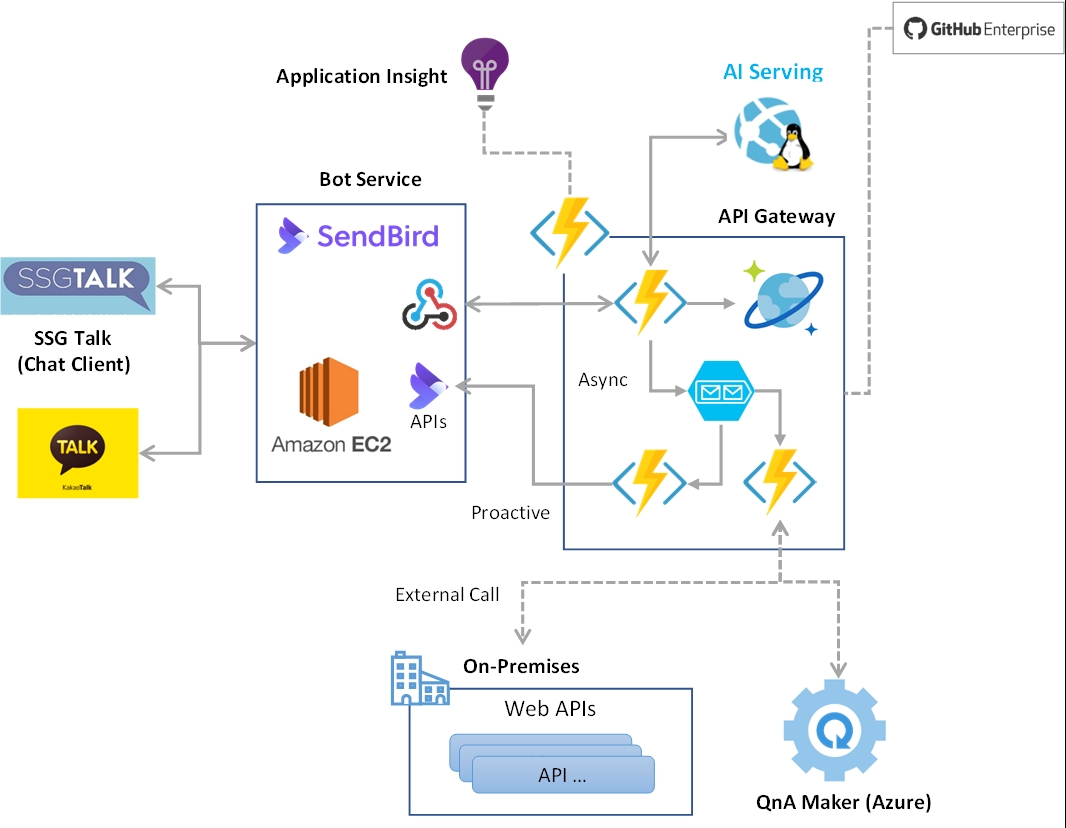 GitHub Enterprise
Application Insight
AI Serving
Bot Service
API Gateway
SendBird
SSGTALK
SSG Talk
(Chat Client)
Async
APIs
Amazon EC2
TALK
KakaoTalk
Proactive
External Call
On-Premises
Web APIs
API ...
QnA Maker (Azure)